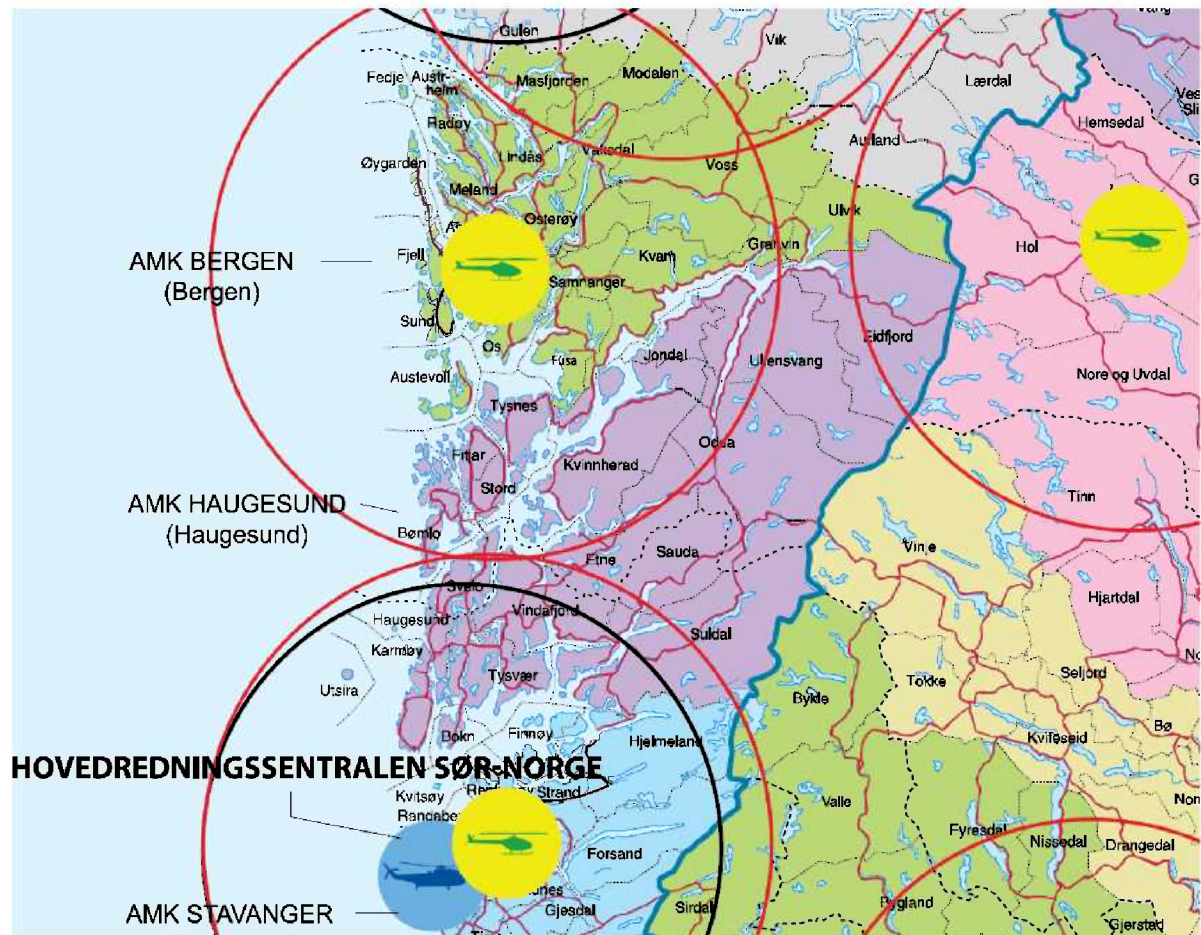 Vang
Gulen
Vik
Modalen
Masfjorden
Fedje
Austr-
heim
Lærdal
Hemsedal
Radøy
Aurland
Lindås
Vaksdal
Voss
Øygarden
Meland
Osterøy
Ulvik
Granvin
Hol
AMK BERGEN
(Bergen)
Fjell
Kvam
Samnanger
Sund
Os
Fusa
Jondal
Ullensvang
Eidfjord
Austevoll
Nore og Uvdal
Tysnes
Odda
Fitjar
Kvinnherad
Stord
Tinn
AMK HAUGESUND
(Haugesund)
Bømlo
Etne
Sauda
Vinje
Sveio
Hjartdal
Haugesund
Vindafjord
Suldal
Karmøy
Seljord
Tokke
Utsira
Tysvær
Bykle
Bø
Bokn
Finnøy
Hjelmeland
Kviteseid
HOVEDREDNINGSSENTRALEN SØR-NORGE
Kvitsøy
Strand
Valle
Fyresdal
Nissedal
Drangedal
Forsand
AMK STAVANGER
Gjesdal
Sirdal
Bygland
Gjerstad